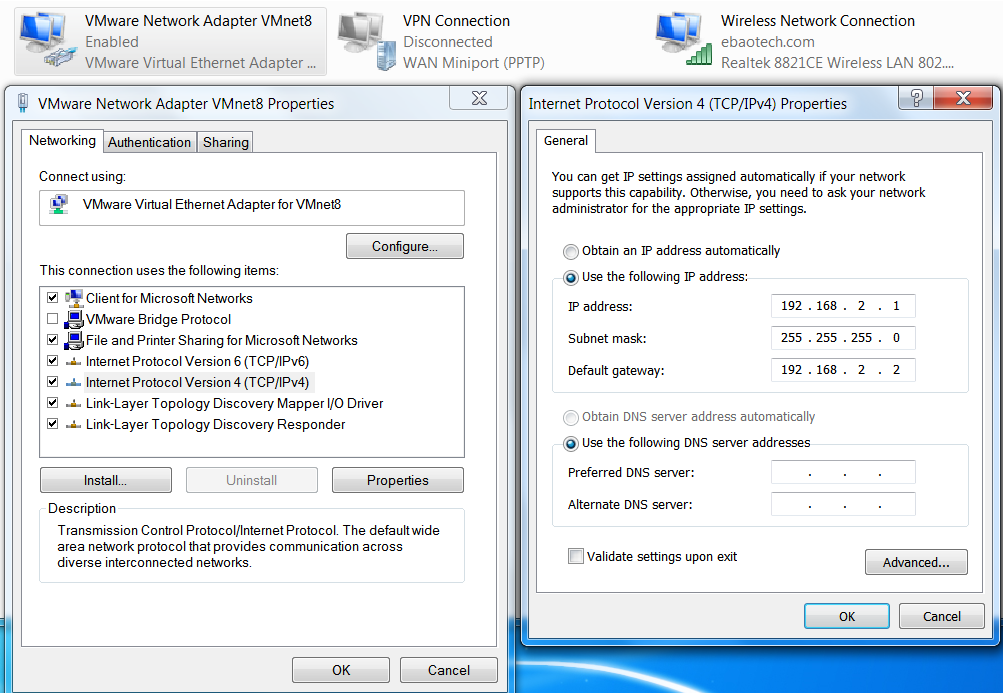 VMware Network Adapter VMnet8
Enabled
VMware Virtual Ethernet Adapter ...
VPN Connection
Disconnected
WAN Miniport (PPTP)
Wireless Network Connection
ebaotech.com
Realtek 8821CE Wireless LAN 802....
VMware Network Adapter VMnet8 Properties
Networking
Authentication
Sharing
Connect using:
VMware Virtual Ethernet Adapter for VMnet8
Configure...
This connection uses the following items:
Client for Microsoft Networks
VMware Bridge Protocol
File and Printer Sharing for Microsoft Networks
Internet Protocol Version 6 (TCP/IPv6)
Internet Protocol Version 4 (TCP/IPv4)
Link-Layer Topology Discovery Mapper I/O Driver
Link-Layer Topology Discovery Responder
Install...
Uninstall
Properties
Description
Transmission Control Protocol/Internet Protocol. The default wide
area network protocol that provides communication across
diverse interconnected networks.
OK
Cancel
Internet Protocol Version 4 (TCP/IPv4) Properties
General
You can get IP settings assigned automatically if your network
supports this capability. Otherwise, you need to ask your network
administrator for the appropriate IP settings.
Obtain an IP address automatically
Use the following IP address:
IP address:
192 . 168 . 2 . 1
Subnet mask:
255 . 255 . 255 . 0
Default gateway:
192 . 168 . 2 . 2
Obtain DNS server address automatically
Use the following DNS server addresses
Preferred DNS server:
. . .
Alternate DNS server:
. . .
Validate settings upon exit
Advanced...
OK
Cancel